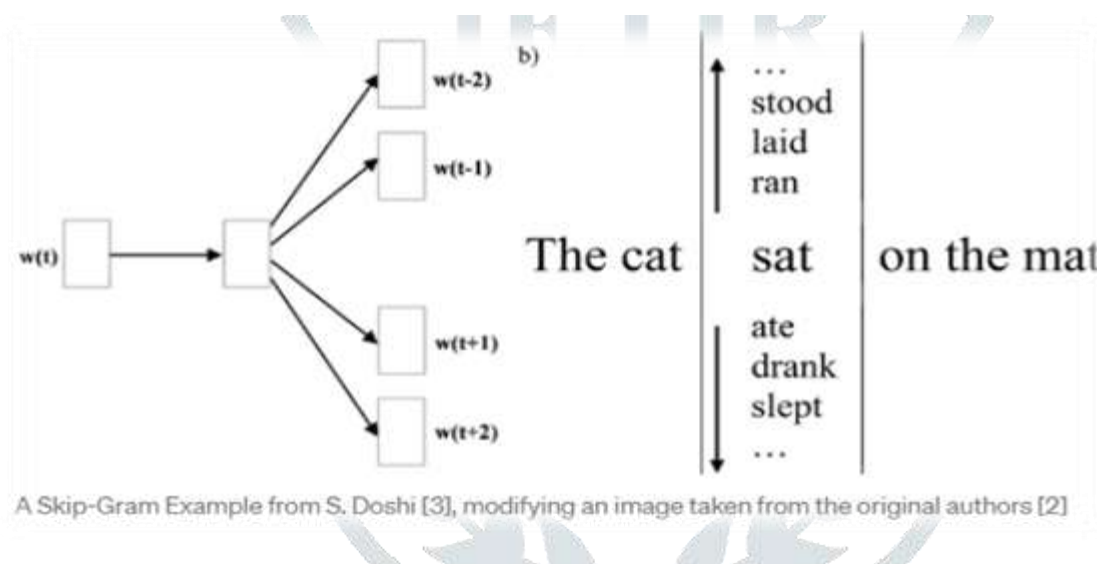 w(t)
w(t-2)
w(t-1)
w(t+1)
w(t+2)
b)
...
stood
laid
ran
The cat sat on the mat
ate
drank
slept
...
A Skip-Gram Example from S. Doshi [3], modifying an image taken from the original authors [2]